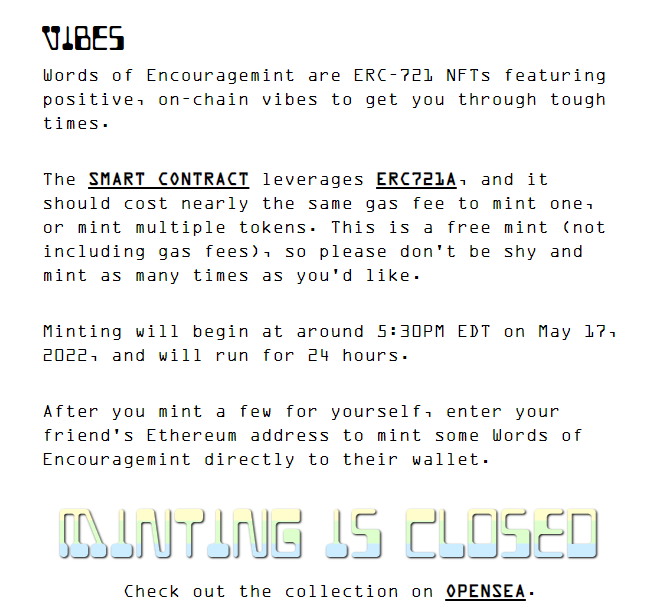 VIBES
Words of Encouragemint are ERC-721 NFTs featuring
positive, on-chain vibes to get you through tough
times.
The SMART CONTRACT leverages ERC721A, and it
should cost nearly the same gas fee to mint one,
or mint multiple tokens. This is a free mint (not
including gas fees), so please don't be shy and
mint as many times as you'd like.
Minting will begin at around 5:30PM EDT on May 17,
2022, and will run for 24 hours.
After you mint a few for yourself, enter your
friend's Ethereum address to mint some Words of
Encouragemint directly to their wallet.
MINTING IS CLOSED
Check out the collection on OPENSEA.